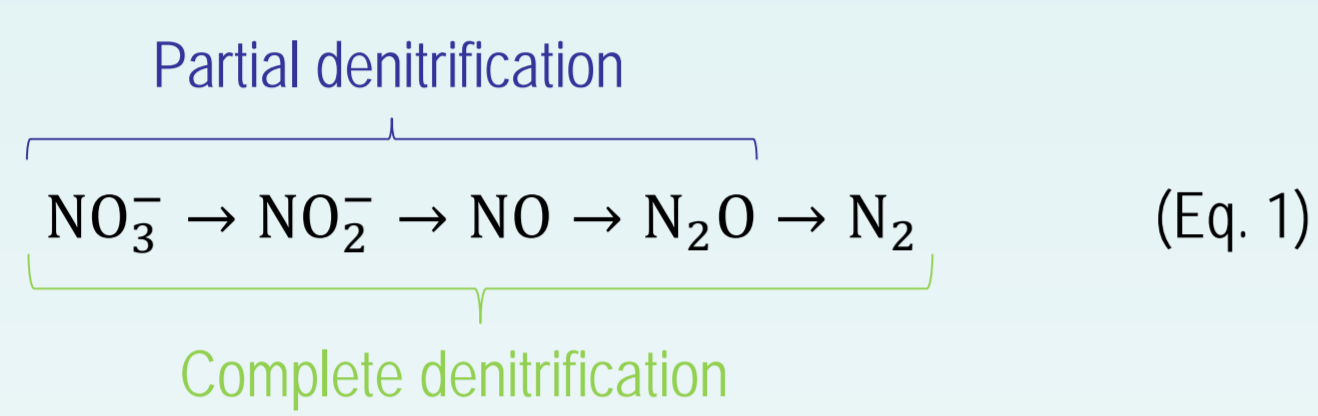 Partial denitrification
NO₃⁻ → NO₂⁻ → NO → N₂O → N₂ (Eq. 1)
Complete denitrification